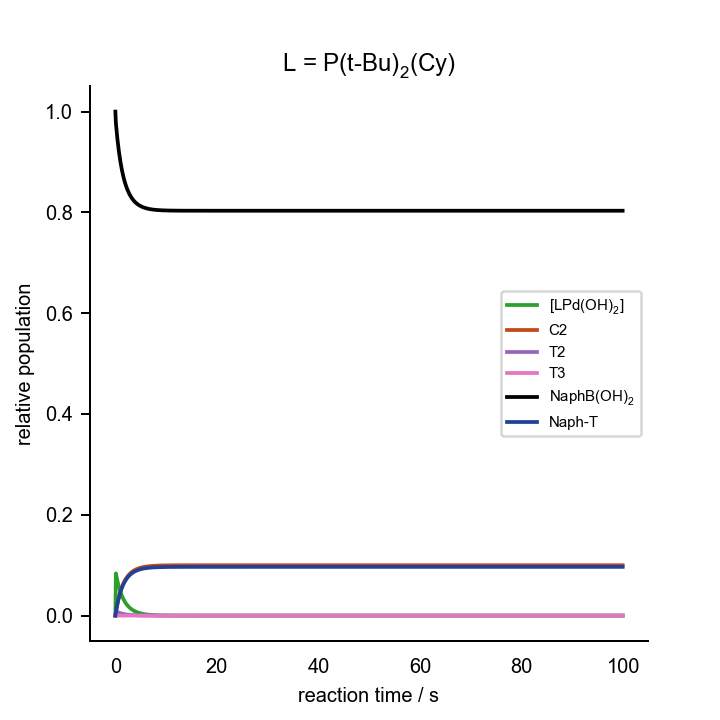 L = P(t-Bu)₂(Cy)
1.0
0.8
0.6
0.4
0.2
0.0
relative population
[LPd(OH)₂]
C2
T2
T3
NaphB(OH)₂
Naph-T
0 20 40 60 80 100
reaction time / s